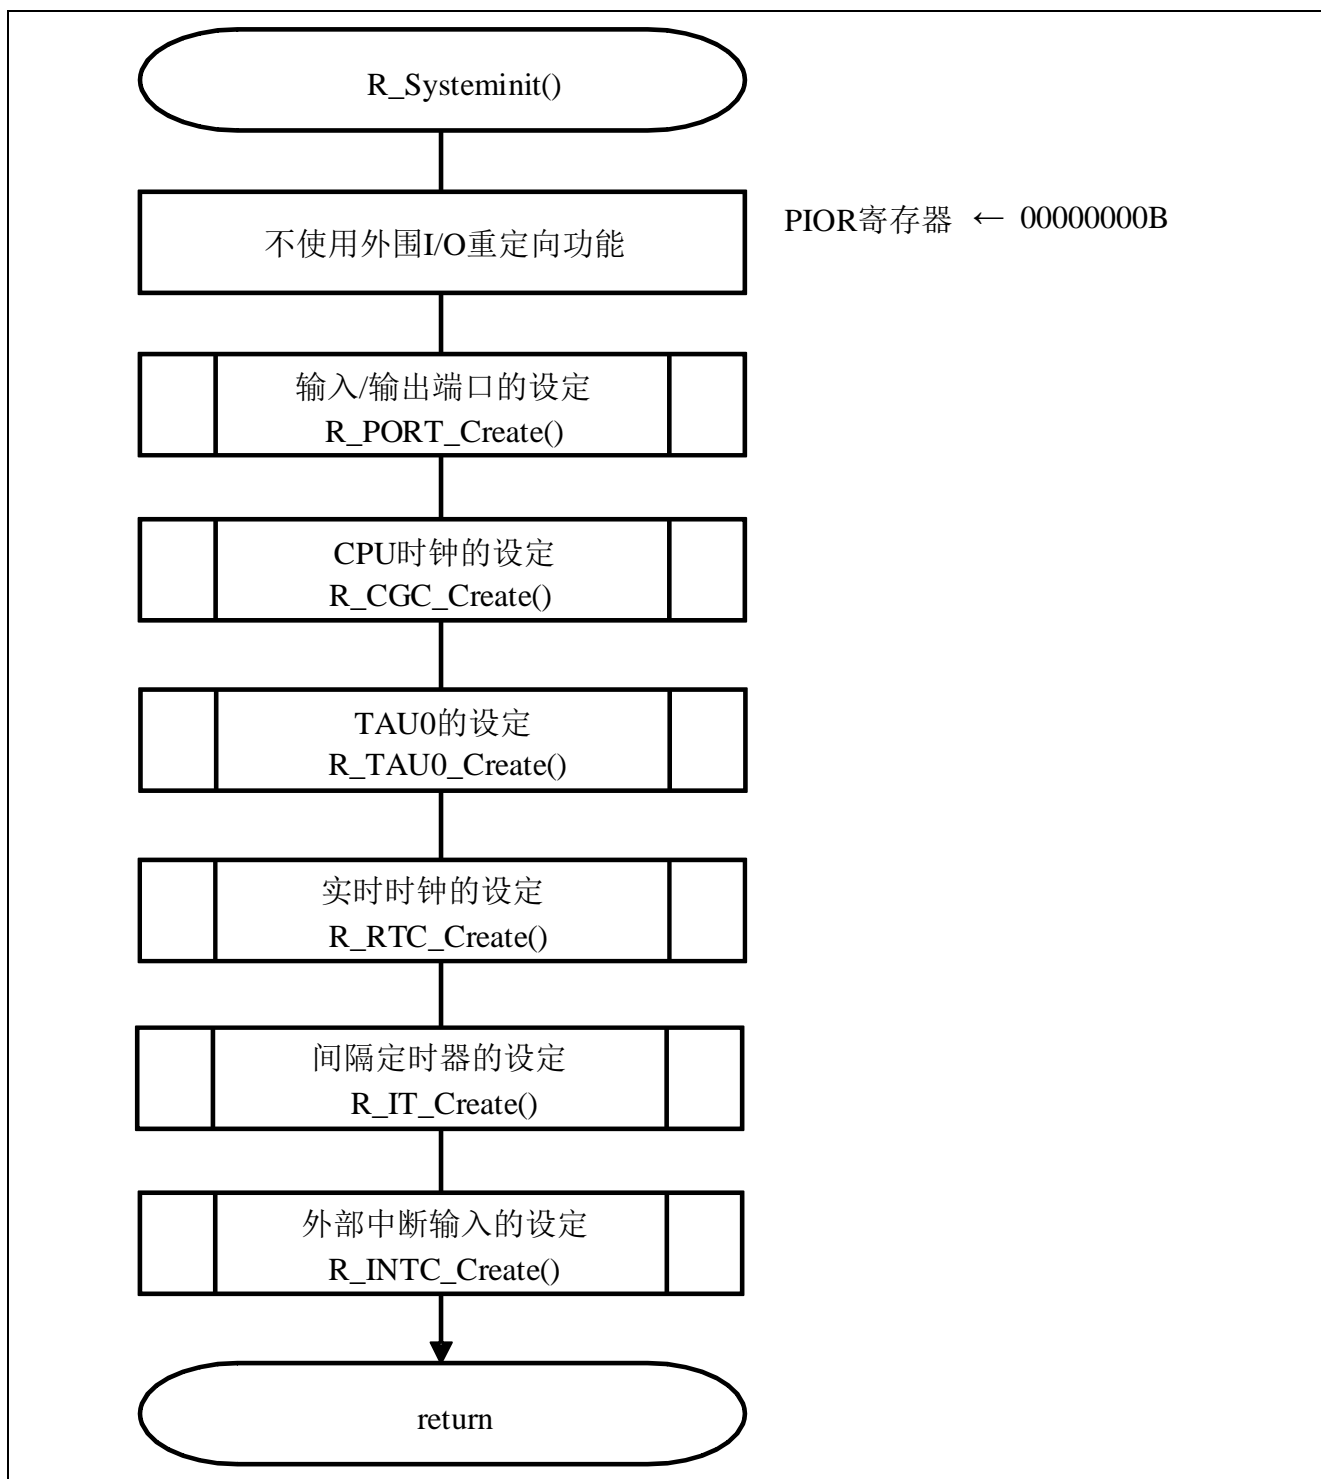 R_Systeminit()
不使用外围I/O重定向功能
PIOR寄存器 ← 00000000B
输入/输出端口的设定
R_PORT_Create()
CPU时钟的设定
R_CGC_Create()
TAU0的设定
R_TAU0_Create()
实时时钟的设定
R_RTC_Create()
间隔定时器的设定
R_IT_Create()
外部中断输入的设定
R_INTC_Create()
return